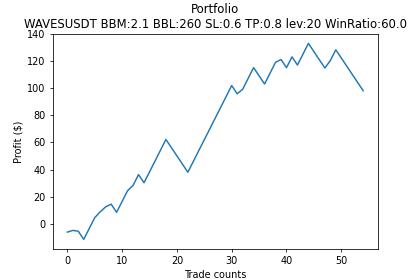 Portfolio
WAVESUSDT BBM:2.1 BBL:260 SL:0.6 TP:0.8 lev:20 WinRatio:60.0
140
120
100
80
60
40
20
0
Profit ($)
0 10 20 30 40 50
Trade counts